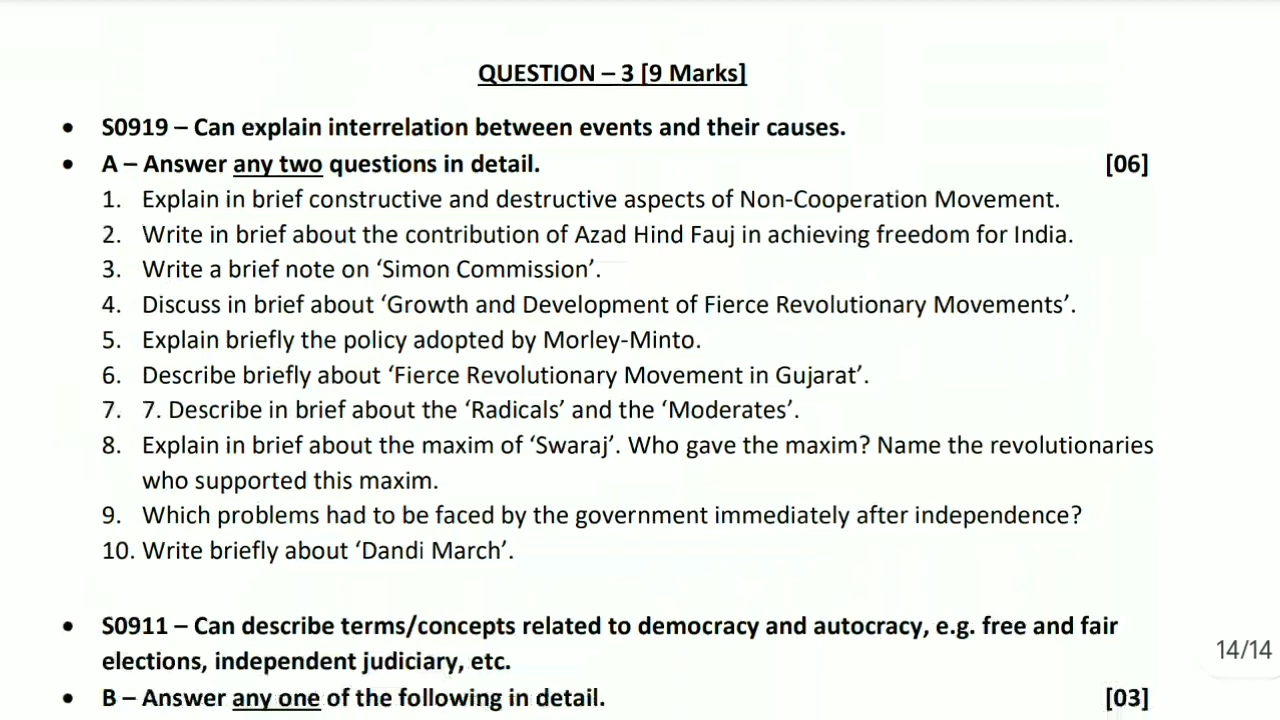 QUESTION – 3 [9 Marks]
• S0919 – Can explain interrelation between events and their causes.
• A – Answer any two questions in detail. [06]
1. Explain in brief constructive and destructive aspects of Non-Cooperation Movement.
2. Write in brief about the contribution of Azad Hind Fauj in achieving freedom for India.
3. Write a brief note on ‘Simon Commission’.
4. Discuss in brief about ‘Growth and Development of Fierce Revolutionary Movements’.
5. Explain briefly the policy adopted by Morley-Minto.
6. Describe briefly about ‘Fierce Revolutionary Movement in Gujarat’.
7. 7. Describe in brief about the ‘Radicals’ and the ‘Moderates’.
8. Explain in brief about the maxim of ‘Swaraj’. Who gave the maxim? Name the revolutionaries
who supported this maxim.
9. Which problems had to be faced by the government immediately after independence?
10. Write briefly about ‘Dandi March’.
• S0911 – Can describe terms/concepts related to democracy and autocracy, e.g. free and fair
elections, independent judiciary, etc.
14/14
• B – Answer any one of the following in detail. [03]